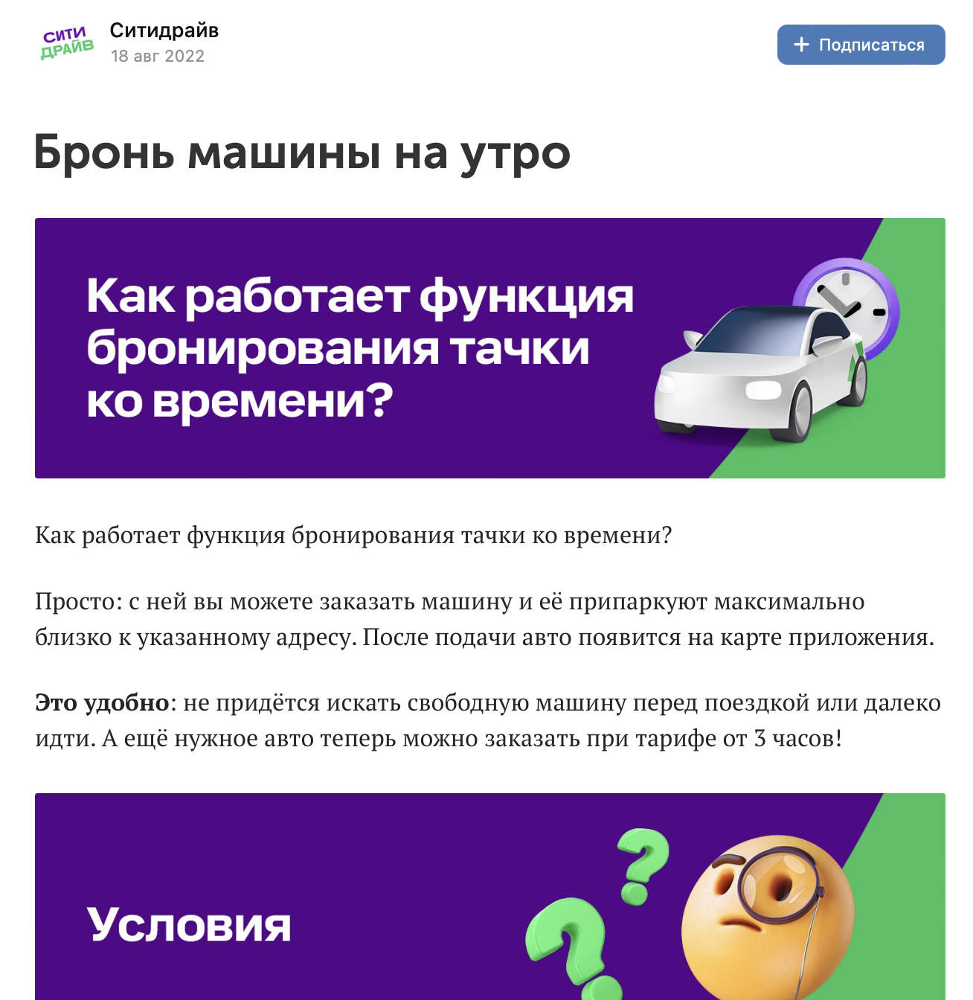 СИТИ
ДРАЙВ
Ситидрайв
18 авг 2022
+ Подписаться
Бронь машины на утро
Как работает функция
бронирования тачки
ко времени?
Как работает функция бронирования тачки ко времени?
Просто: с ней вы можете заказать машину и её припаркуют максимально
близко к указанному адресу. После подачи авто появится на карте приложения.
Это удобно: не придётся искать свободную машину перед поездкой или далеко
идти. А ещё нужное авто теперь можно заказать при тарифе от 3 часов!
? 
Условия
?